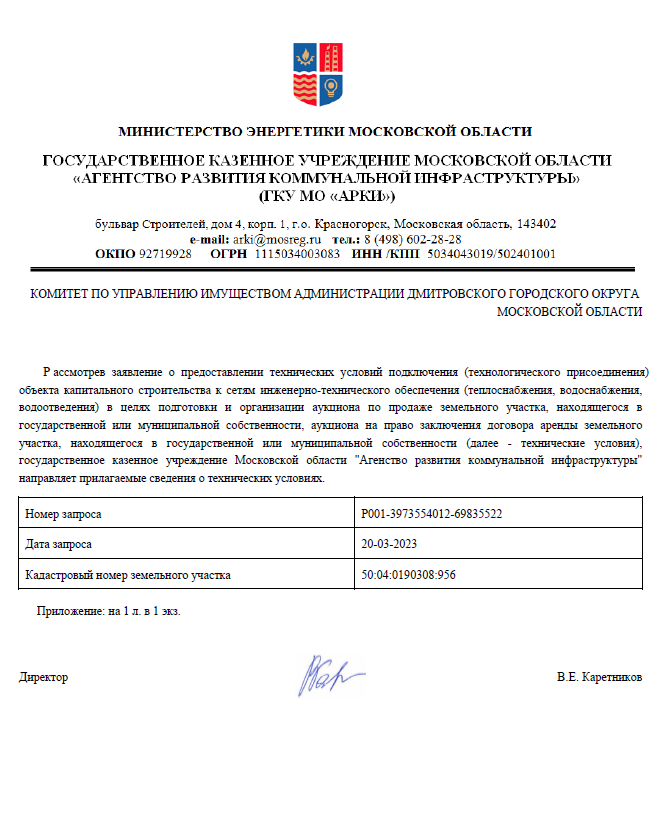 МИНИСТЕРСТВО ЭНЕРГЕТИКИ МОСКОВСКОЙ ОБЛАСТИ
ГОСУДАРСТВЕННОЕ КАЗЕННОЕ УЧРЕЖДЕНИЕ МОСКОВСКОЙ ОБЛАСТИ
«АГЕНТСТВО РАЗВИТИЯ КОММУНАЛЬНОЙ ИНФРАСТРУКТУРЫ»
(ГКУ МО «АРКИ»)
бульвар Строителей, дом 4, корп. 1, г.о. Красногорск, Московская область, 143402
e-mail: arki@mosreg.ru тел.: 8 (498) 602-28-28
ОКПО 92719928 ОГРН 1115034003083 ИНН /КПП 5034043019/502401001
КОМИТЕТ ПО УПРАВЛЕНИЮ ИМУЩЕСТВОМ АДМИНИСТРАЦИИ ДМИТРОВСКОГО ГОРОДСКОГО ОКРУГА
МОСКОВСКОЙ ОБЛАСТИ
Рассмотрев заявление о предоставлении технических условий подключения (технологического присоединения)
объекта капитального строительства к сетям инженерно-технического обеспечения (теплоснабжения, водоснабжения,
водоотведения) в целях подготовки и организации аукциона по продаже земельного участка, находящегося в
государственной или муниципальной собственности, аукциона на право заключения договора аренды земельного
участка, находящегося в государственной или муниципальной собственности (далее - технические условия),
государственное казенное учреждение Московской области "Агенство развития коммунальной инфраструктуры"
направляет прилагаемые сведения о технических условиях.
Номер запроса P001-3973554012-69835522
Дата запроса 20-03-2023
Кадастровый номер земельного участка 50:04:0190308:956
Приложение: на 1 л. в 1 экз.
Директор В.Е. Каретников